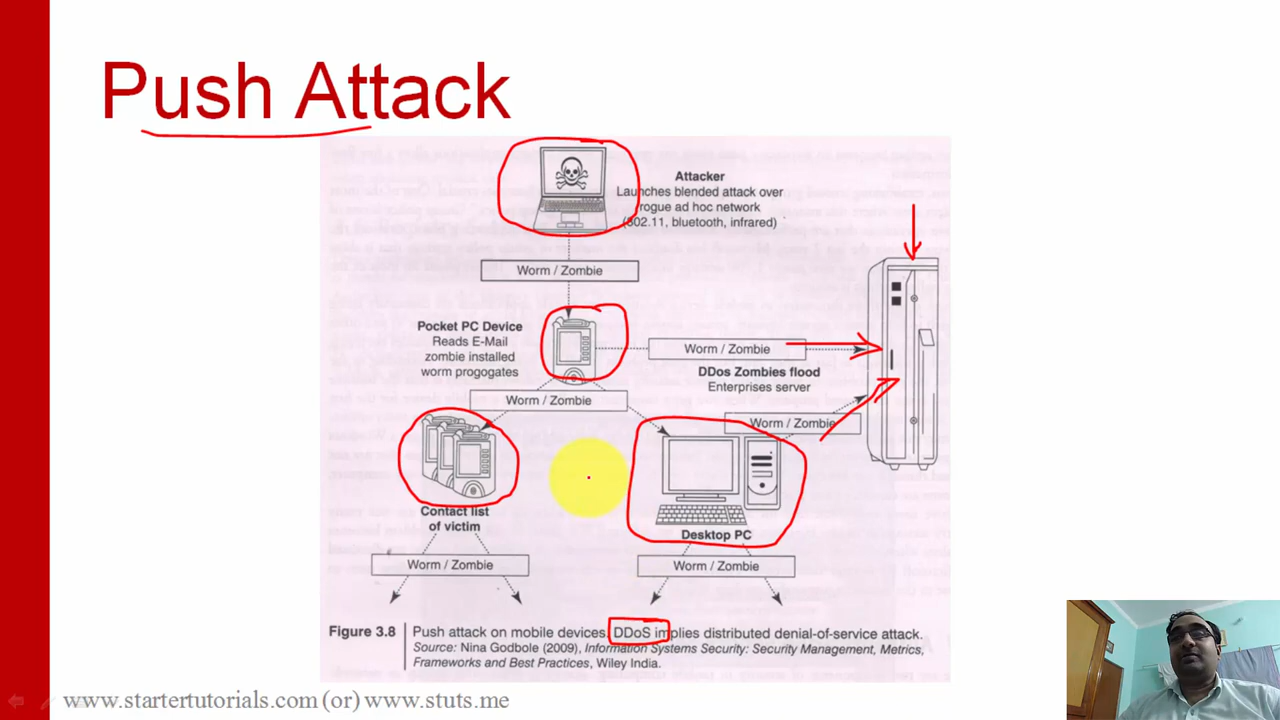 Push Attack
Attacker
Launches blended attack over
rogue ad hoc network
(802.11, bluetooth, infrared)
Worm / Zombie
Pocket PC Device
Reads E-Mail
zombie installed
worm progogates
Worm / Zombie
DDos Zombies flood
Enterprises server
Worm / Zombie
Worm / Zombie
Contact list
of victim
Desktop PC
Worm / Zombie
Worm / Zombie
Figure 3.8
Push attack on mobile devices. DDoS implies distributed denial-of-service attack.
Source: Nina Godbole (2009), Information Systems Security: Security Management, Metrics,
Frameworks and Best Practices, Wiley India.
www.startertutorials.com (or) www.stuts.me